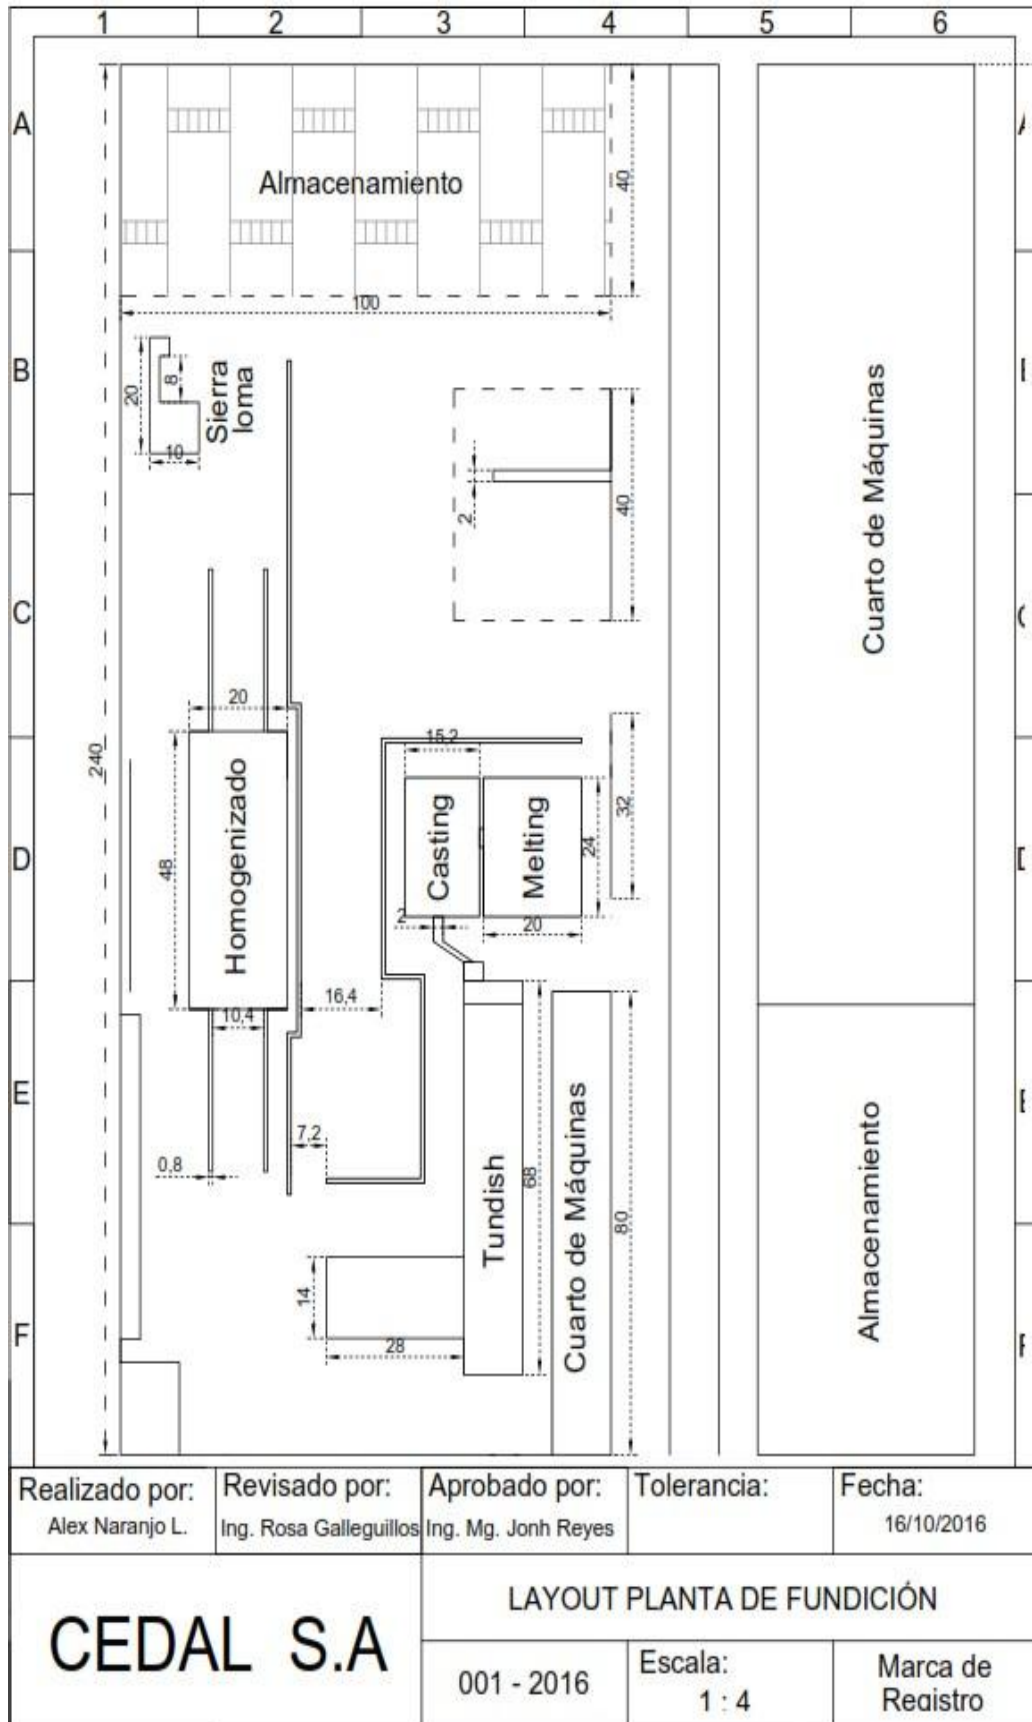 1 2 3 4 5 6
A
Almacenamiento
40
100
B
20
8
10
Sierra
loma
40
2
Cuarto de Máquinas
C
20
240
48
Homogenizado
15,2
Casting
Melting
24
32
D
2
20
10,4
16,4
E
7,2
0,8
68
Tundish
Cuarto de Máquinas
80
Almacenamiento
14
28
F
Realizado por:
Alex Naranjo L.
Revisado por:
Ing. Rosa Galleguillos
Aprobado por:
Ing. Mg. Jonh Reyes
Tolerancia:
Fecha:
16/10/2016
CEDAL S.A
LAYOUT PLANTA DE FUNDICIÓN
001 - 2016
Escala:
1 : 4
Marca de
Registro